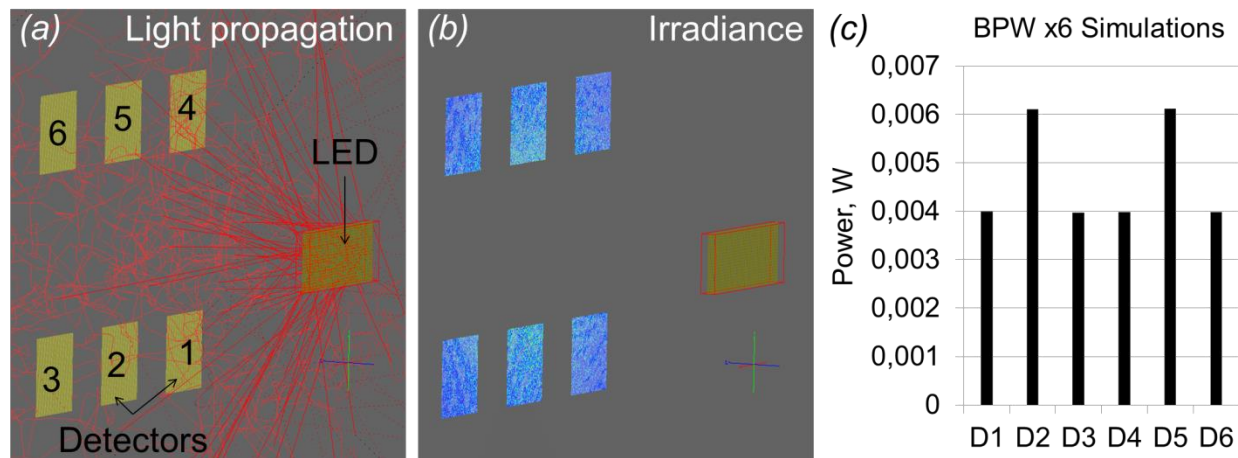 (a) Light propagation
6 5 4
LED
3 2 1
Detectors
(b) Irradiance
(c) BPW x6 Simulations
Power, W
0,007
0,006
0,005
0,004
0,003
0,002
0,001
0
D1 D2 D3 D4 D5 D6